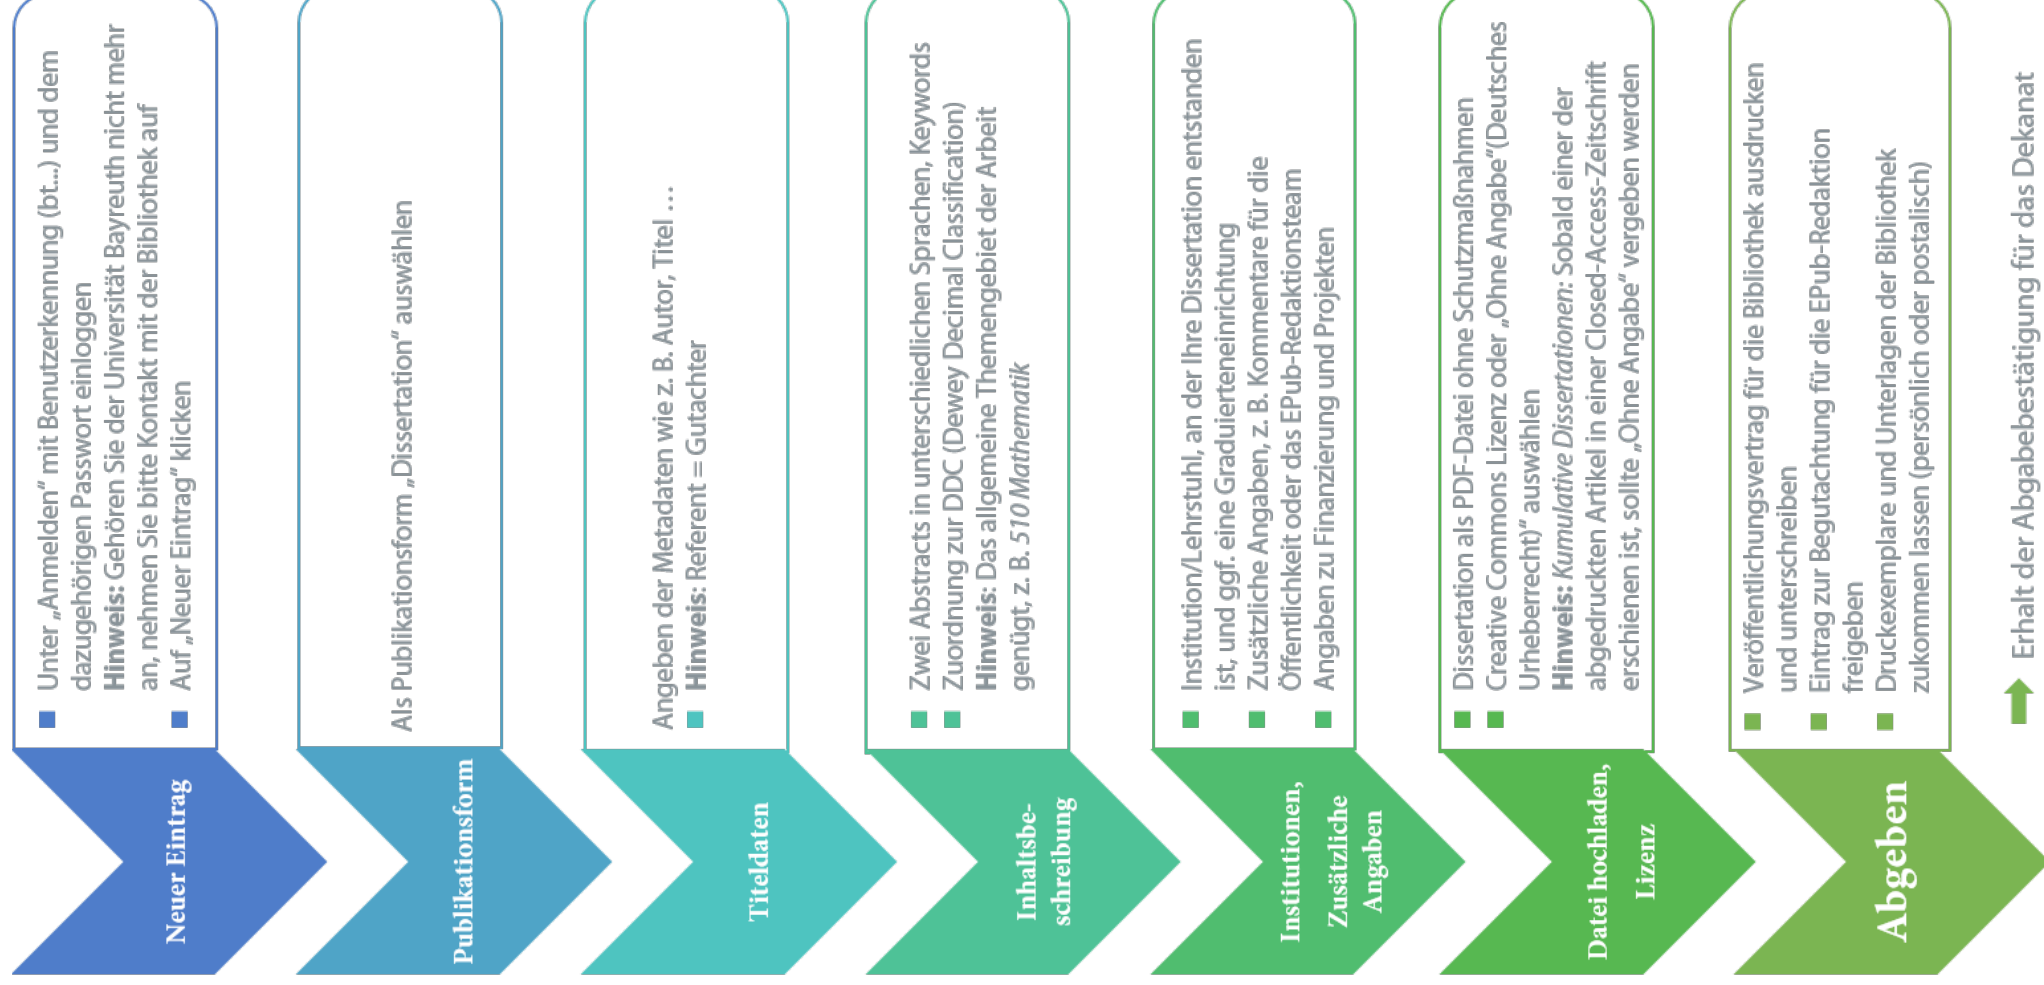 Neuer Eintrag
Unter „Anmelden“ mit Benutzerkennung (bt...) und dem
dazugehörigen Passwort einloggen
Hinweis: Gehören Sie der Universität Bayreuth nicht mehr
an, nehmen Sie bitte Kontakt mit der Bibliothek auf
Auf „Neuer Eintrag“ klicken
Publikationsform
Als Publikationsform „Dissertation“ auswählen
Titeldaten
Angeben der Metadaten wie z. B. Autor, Titel …
Hinweis: Referent = Gutachter
Inhaltsbe-
schreibung
Zwei Abstracts in unterschiedlichen Sprachen, Keywords
Zuordnung zur DDC (Dewey Decimal Classification)
Hinweis: Das allgemeine Themengebiet der Arbeit
genügt, z. B. 510 Mathematik
Institutionen,
Zusätzliche
Angaben
Institution/Lehrstuhl, an der Ihre Dissertation entstanden
ist, und ggf. eine Graduierteneinrichtung
Zusätzliche Angaben, z. B. Kommentare für die
Öffentlichkeit oder das EPub-Redaktionsteam
Angaben zu Finanzierung und Projekten
Datei hochladen,
Lizenz
Dissertation als PDF-Datei ohne Schutzmaßnahmen
Creative Commons Lizenz oder „Ohne Angabe“(Deutsches
Urheberrecht)“ auswählen
Hinweis: Kumulative Dissertationen: Sobald einer der
abgedruckten Artikel in einer Closed-Access-Zeitschrift
erschienen ist, sollte „Ohne Angabe“ vergeben werden
Abgeben
Veröffentlichungsvertrag für die Bibliothek ausdrucken
und unterschreiben
Eintrag zur Begutachtung für die EPub-Redaktion
freigeben
Druckexemplare und Unterlagen der Bibliothek
zukommen lassen (persönlich oder postalisch)
Erhalt der Abgabebestätigung für das Dekanat